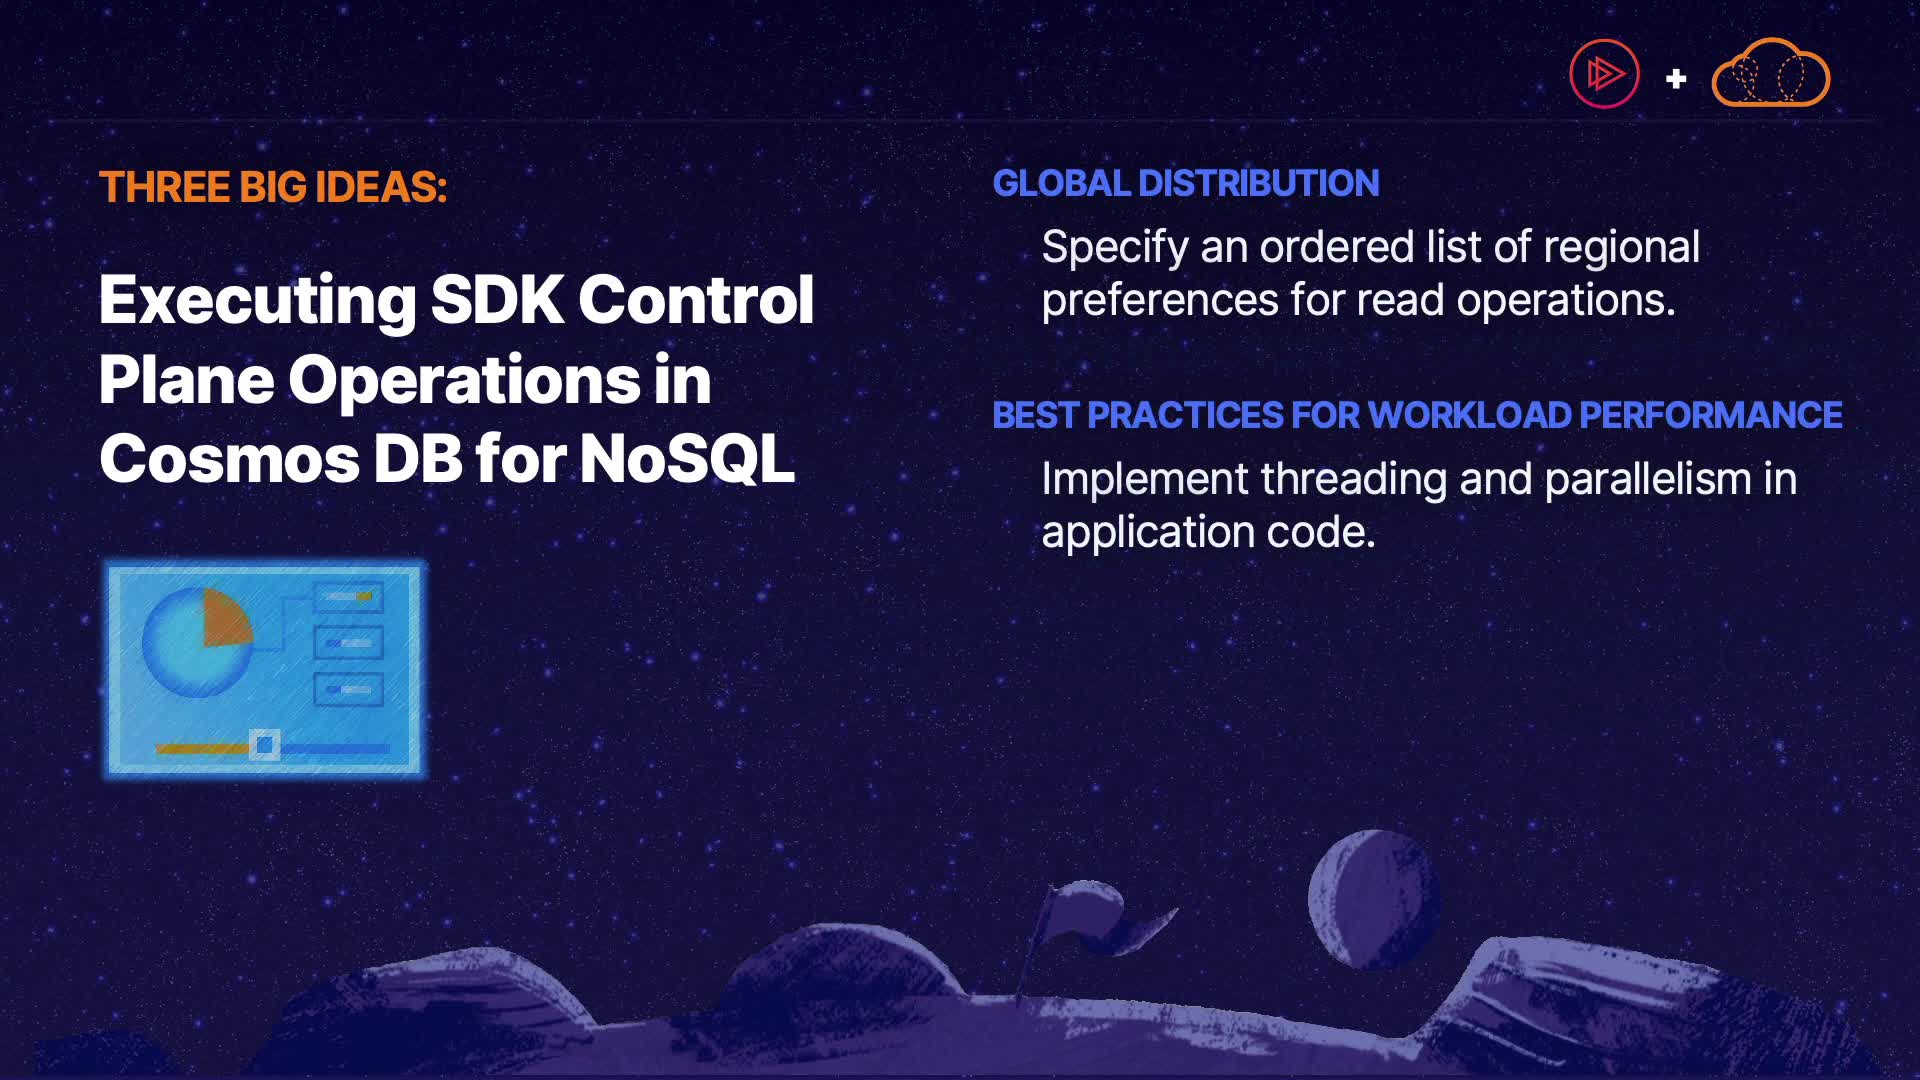 THREE BIG IDEAS:
Executing SDK Control
Plane Operations in
Cosmos DB for NoSQL
GLOBAL DISTRIBUTION
Specify an ordered list of regional
preferences for read operations.
BEST PRACTICES FOR WORKLOAD PERFORMANCE
Implement threading and parallelism in
application code.